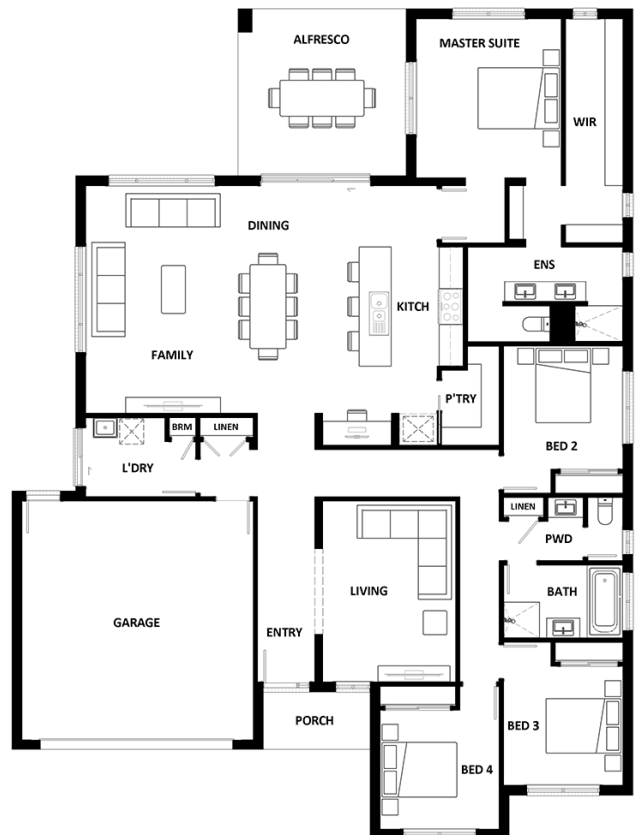 ALFRESCO
MASTER SUITE
WIR
DINING
ENS
KITCH
FAMILY
P'TRY
BRM
LINEN
BED 2
L'DRY
LINEN
PWD
LIVING
BATH
GARAGE
ENTRY
PORCH
BED 3
BED 4